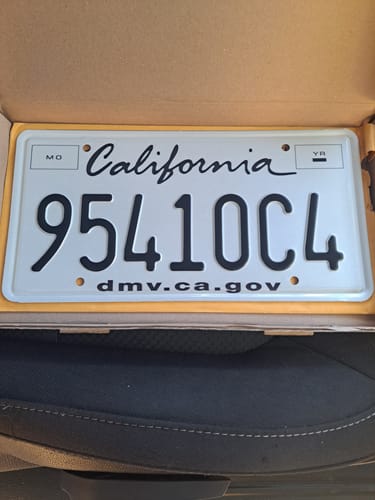 MO
California
YR
95410C4
dmv.ca.gov